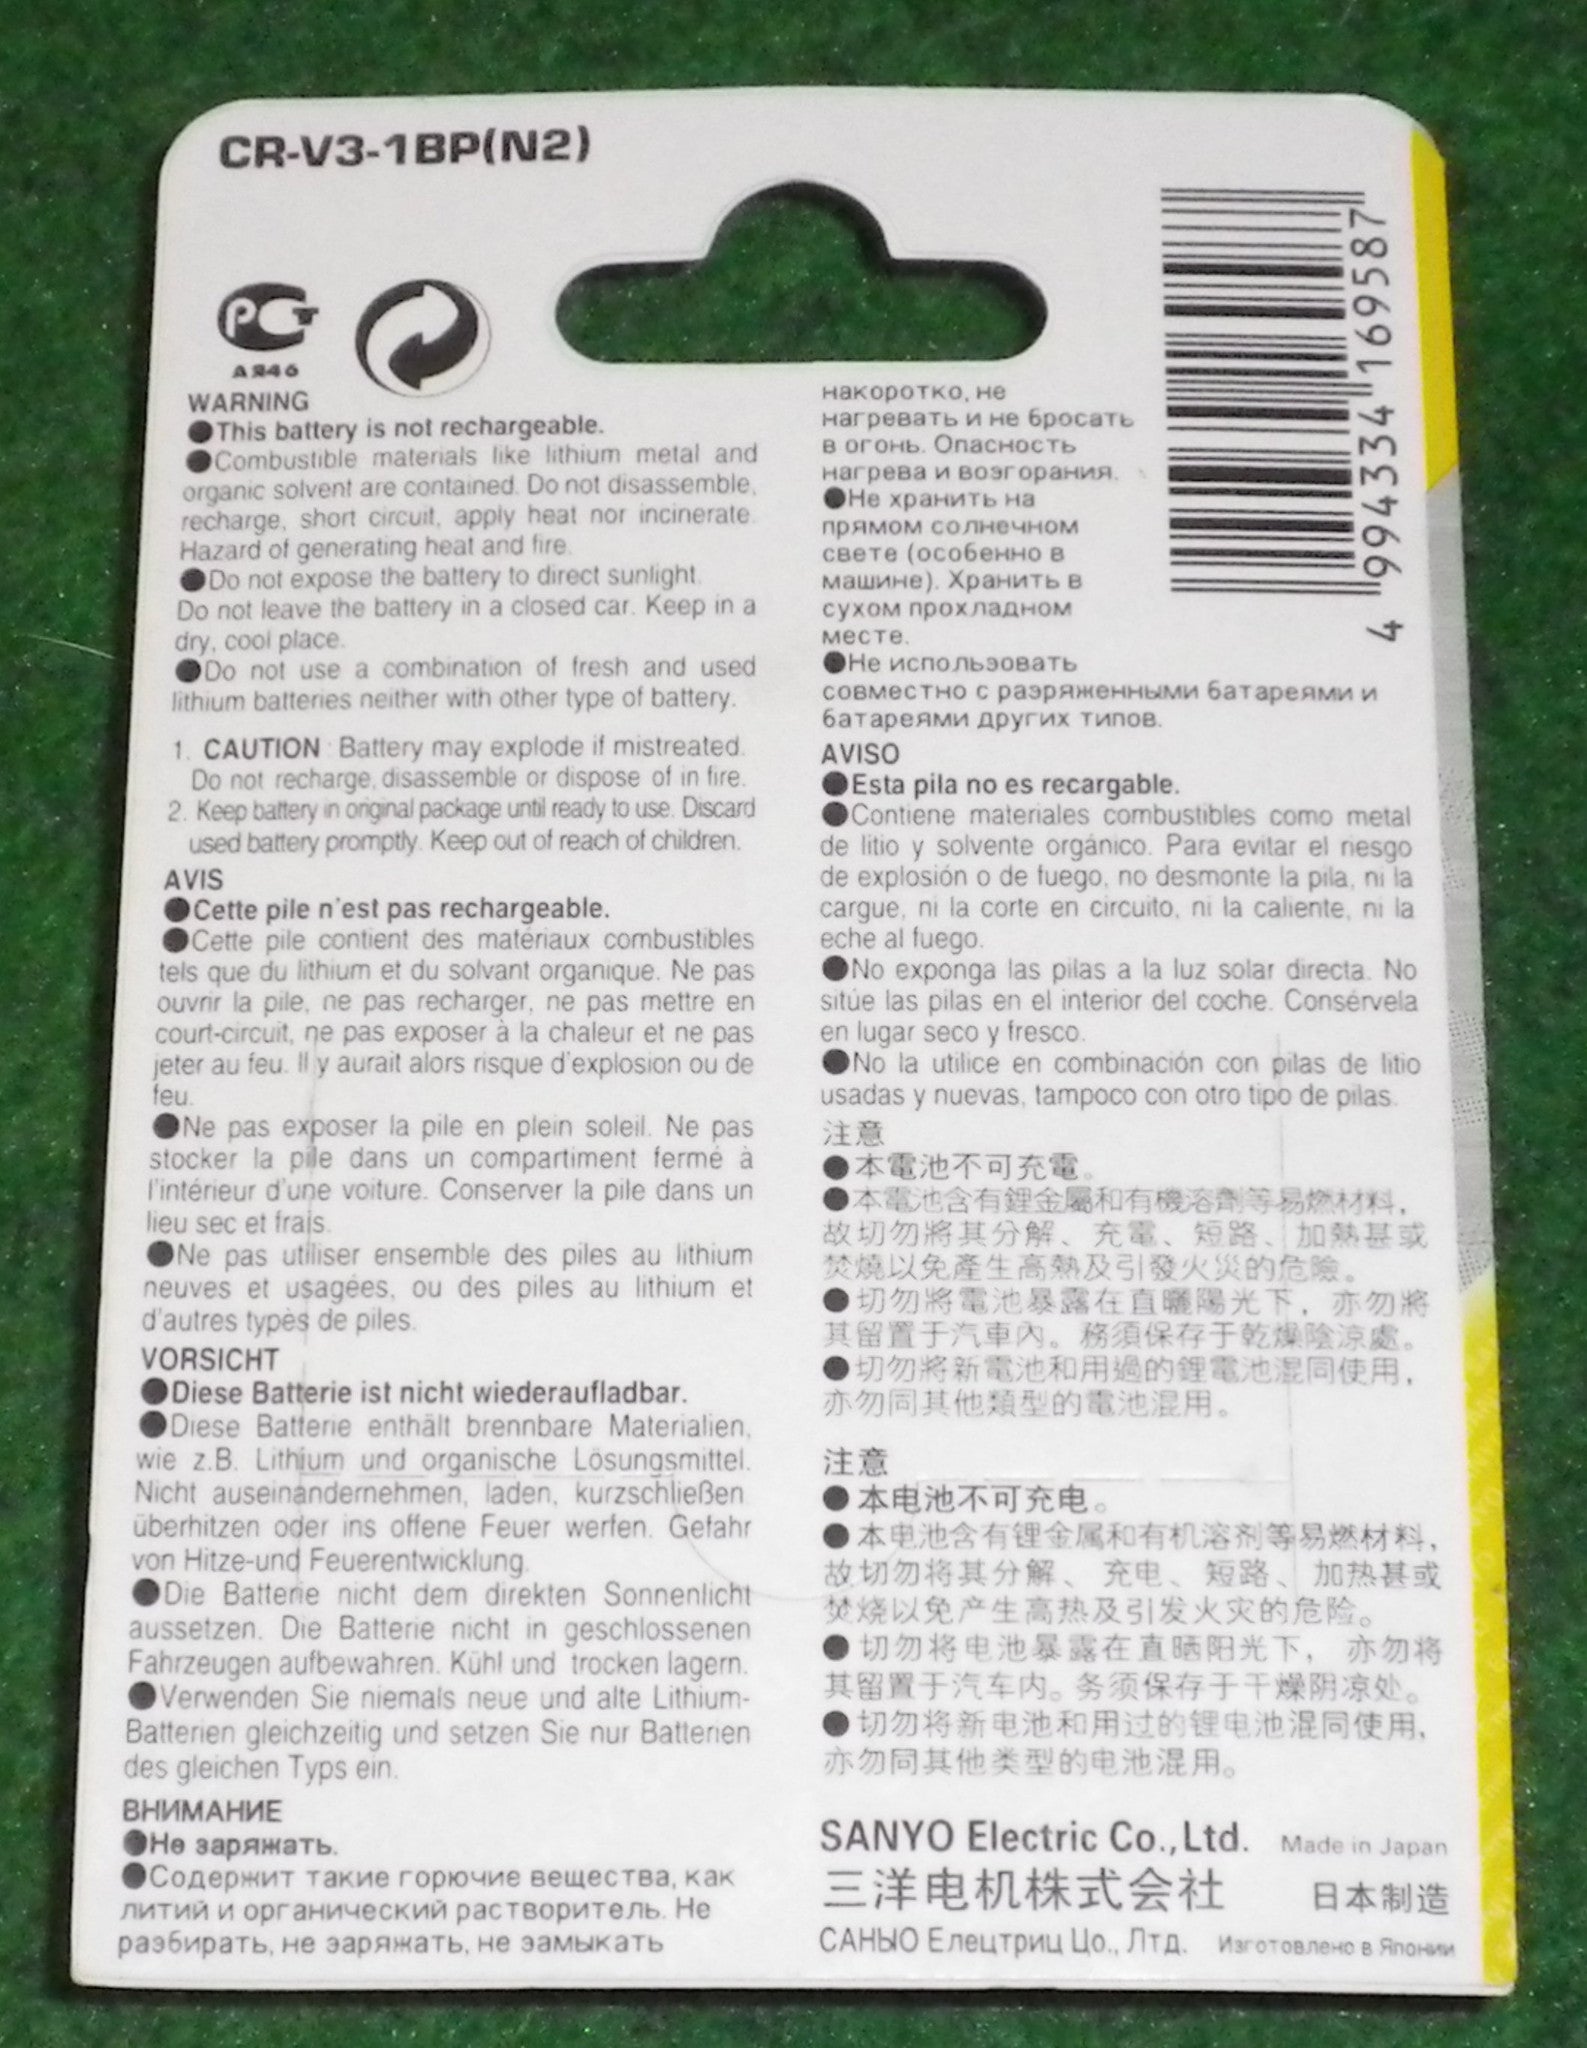 CR-V3-1BP(N2)
РСТ
АЯ46
WARNING
●This battery is not rechargeable.
●Combustible materials like lithium metal and
organic solvent are contained. Do not disassemble,
recharge, short circuit, apply heat nor incinerate.
Hazard of generating heat and fire.
●Do not expose the battery to direct sunlight.
Do not leave the battery in a closed car. Keep in a
dry, cool place.
●Do not use a combination of fresh and used
lithium batteries neither with other type of battery.
1. CAUTION : Battery may explode if mistreated.
Do not recharge, disassemble or dispose of in fire.
2. Keep battery in original package until ready to use. Discard
used battery promptly. Keep out of reach of children.
AVIS
●Cette pile n'est pas rechargeable.
●Cette pile contient des matériaux combustibles
tels que du lithium et du solvant organique. Ne pas
ouvrir la pile, ne pas recharger, ne pas mettre en
court-circuit, ne pas exposer à la chaleur et ne pas
jeter au feu. Il y aurait alors risque d'explosion ou de
feu.
●Ne pas exposer la pile en plein soleil. Ne pas
stocker la pile dans un compartiment fermé à
l'intérieur d'une voiture. Conserver la pile dans un
lieu sec et frais.
●Ne pas utiliser ensemble des piles au lithium
neuves et usagées, ou des piles au lithium et
d'autres types de piles.
VORSICHT
●Diese Batterie ist nicht wiederaufladbar.
●Diese Batterie enthält brennbare Materialien,
wie z.B. Lithium und organische Lösungsmittel.
Nicht auseinandernehmen, laden, kurzschließen
überhitzen oder ins offene Feuer werfen. Gefahr
von Hitze-und Feuerentwicklung.
●Die Batterie nicht dem direkten Sonnenlicht
aussetzen. Die Batterie nicht in geschlossenen
Fahrzeugen aufbewahren. Kühl und trocken lagern.
●Verwenden Sie niemals neue und alte Lithium-
Batterien gleichzeitig und setzen Sie nur Batterien
des gleichen Typs ein.
ВНИМАНИЕ
●Не заряжать.
●Содержит такие горючие вещества, как
литий и органический растворитель. Не
разбирать, не заряжать, не замыкать
накоротко, не
нагревать и не бросать
в огонь. Опасность
нагрева и возгорания.
●Не хранить на
прямом солнечном
свете (особенно в
машине). Хранить в
сухом прохладном
месте.
●Не использовать
совместно с разряженными батареями и
батареями других типов.
4 994334 169587
AVISO
●Esta pila no es recargable.
●Contiene materiales combustibles como metal
de litio y solvente orgánico. Para evitar el riesgo
de explosión o de fuego, no desmonte la pila, ni la
cargue, ni la corte en circuito, ni la caliente, ni la
eche al fuego.
●No exponga las pilas a la luz solar directa. No
sitúe las pilas en el interior del coche. Consérvela
en lugar seco y fresco.
●No la utilice en combinación con pilas de litio
usadas y nuevas, tampoco con otro tipo de pilas.
注意
●本電池不可充電。
●本電池含有鋰金屬和有機溶劑等易燃材料，
故切勿將其分解、充電、短路、加熱甚或
焚燒以免產生高熱及引發火災的危險。
●切勿將電池暴露在直曬陽光下，亦勿將
其留置于汽車內。務須保存于乾燥陰涼處。
●切勿將新電池和用過的鋰電池混同使用，
亦勿同其他類型的電池混用。
注意
●本电池不可充电。
●本电池含有锂金属和有机溶剂等易燃材料，
故切勿将其分解、充电、短路、加热甚或
焚烧以免产生高热及引发火灾的危险。
●切勿将电池暴露在直晒阳光下，亦勿将
其留置于汽车内。务须保存于干燥阴凉处。
●切勿将新电池和用过的锂电池混同使用，
亦勿同其他类型的电池混用。
SANYO Electric Co.,Ltd. Made in Japan
三洋电机株式会社 日本制造
САНЫО Елецтриц Цо., Лтд. Изготовлено в Японии